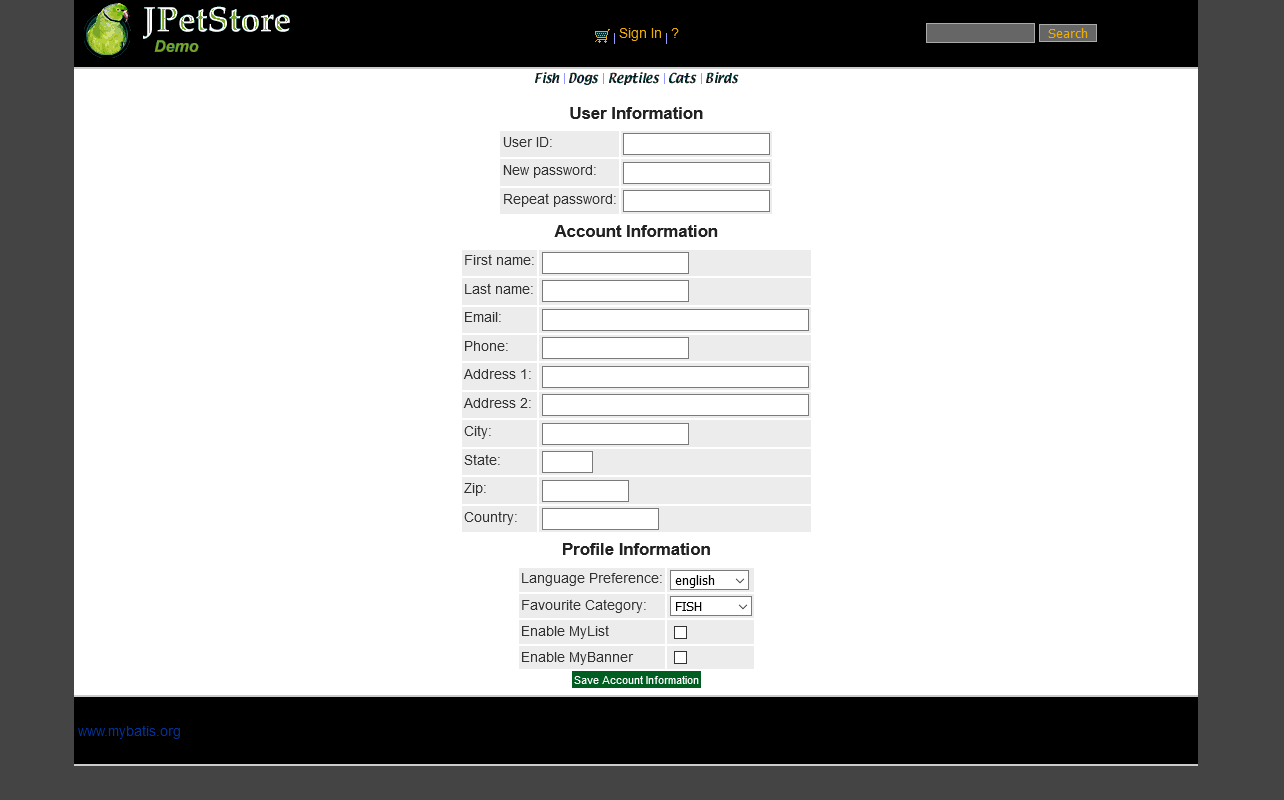 JPetStore
Demo
Sign In | ?
Search
Fish | Dogs | Reptiles | Cats | Birds
User Information
User ID:
New password:
Repeat password:
Account Information
First name:
Last name:
Email:
Phone:
Address 1:
Address 2:
City:
State:
Zip:
Country:
Profile Information
Language Preference: english
Favourite Category: FISH
Enable MyList
Enable MyBanner
Save Account Information
www.mybatis.org